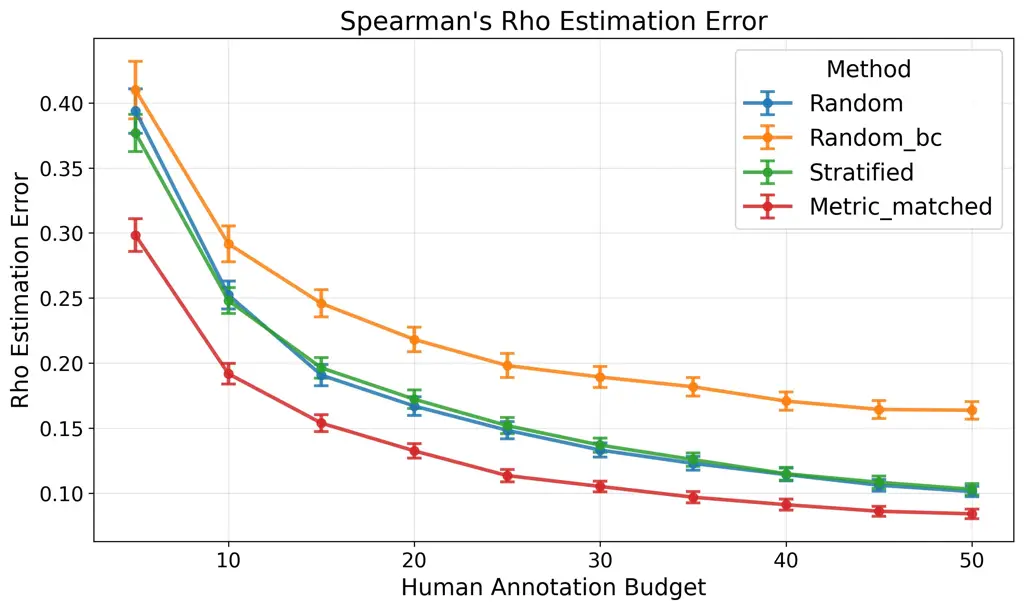 Spearman's Rho Estimation Error
Rho Estimation Error
0.40
0.35
0.30
0.25
0.20
0.15
0.10
Method
Random
Random_bc
Stratified
Metric_matched
10 20 30 40 50
Human Annotation Budget